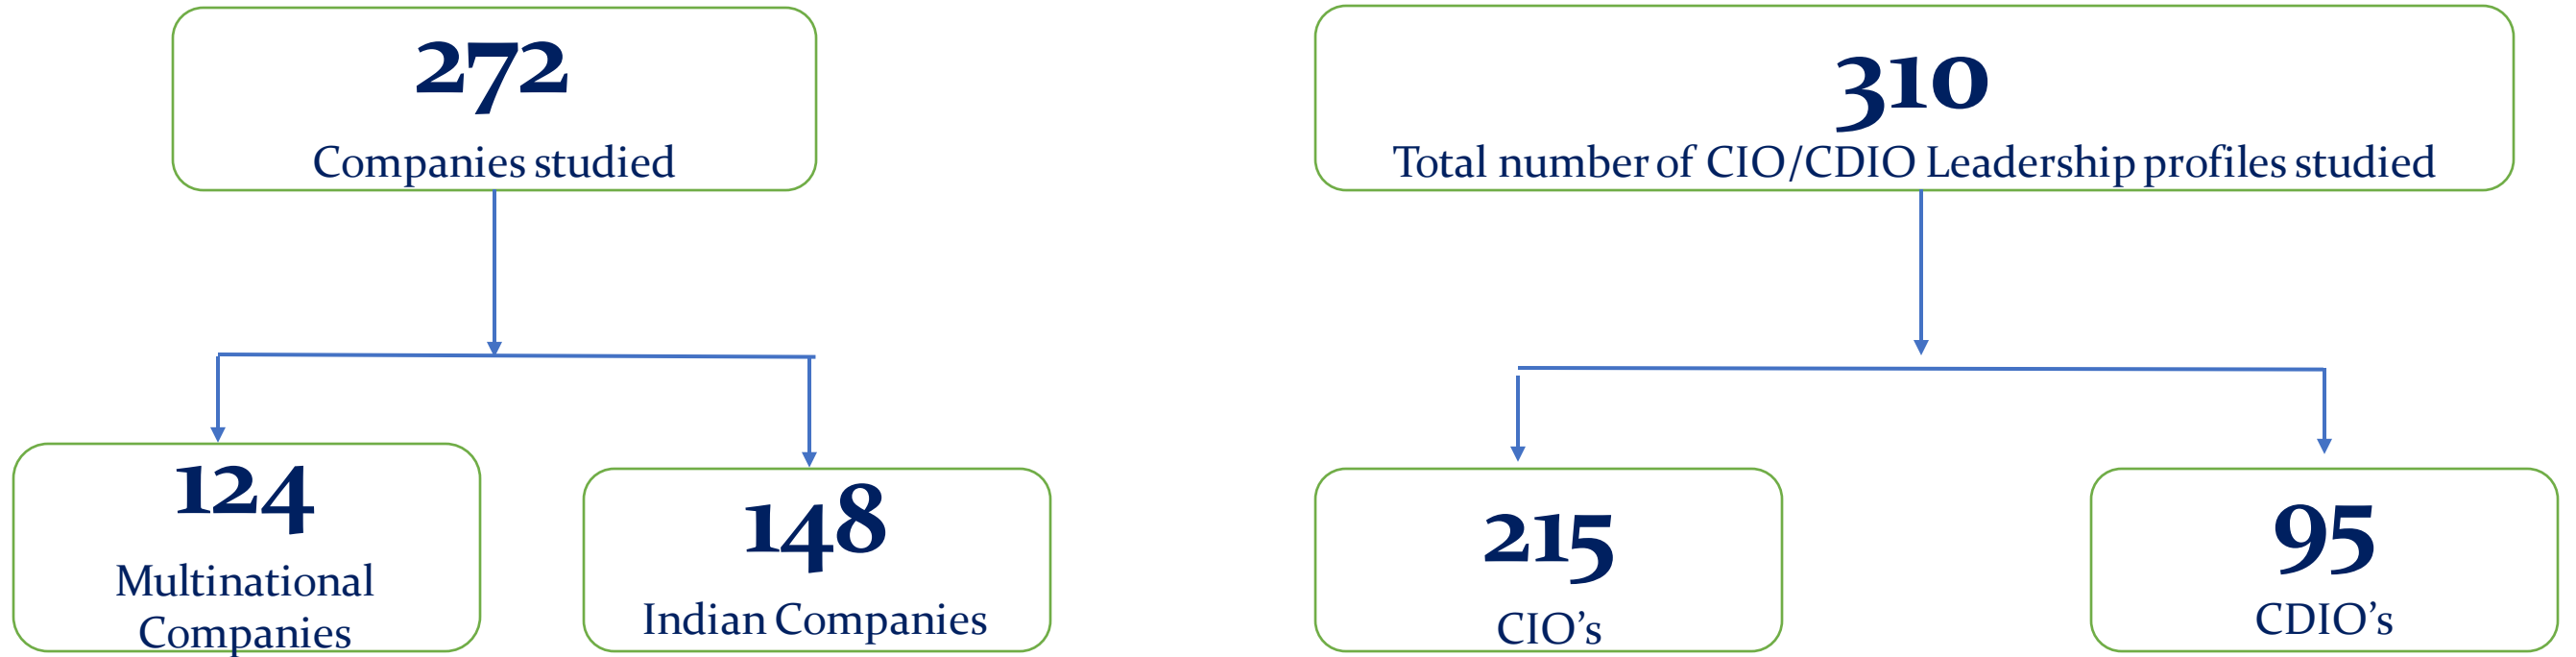 272
Companies studied
124
Multinational
Companies
148
Indian Companies
310
Total number of CIO/CDIO Leadership profiles studied
215
CIO’s
95
CDIO’s